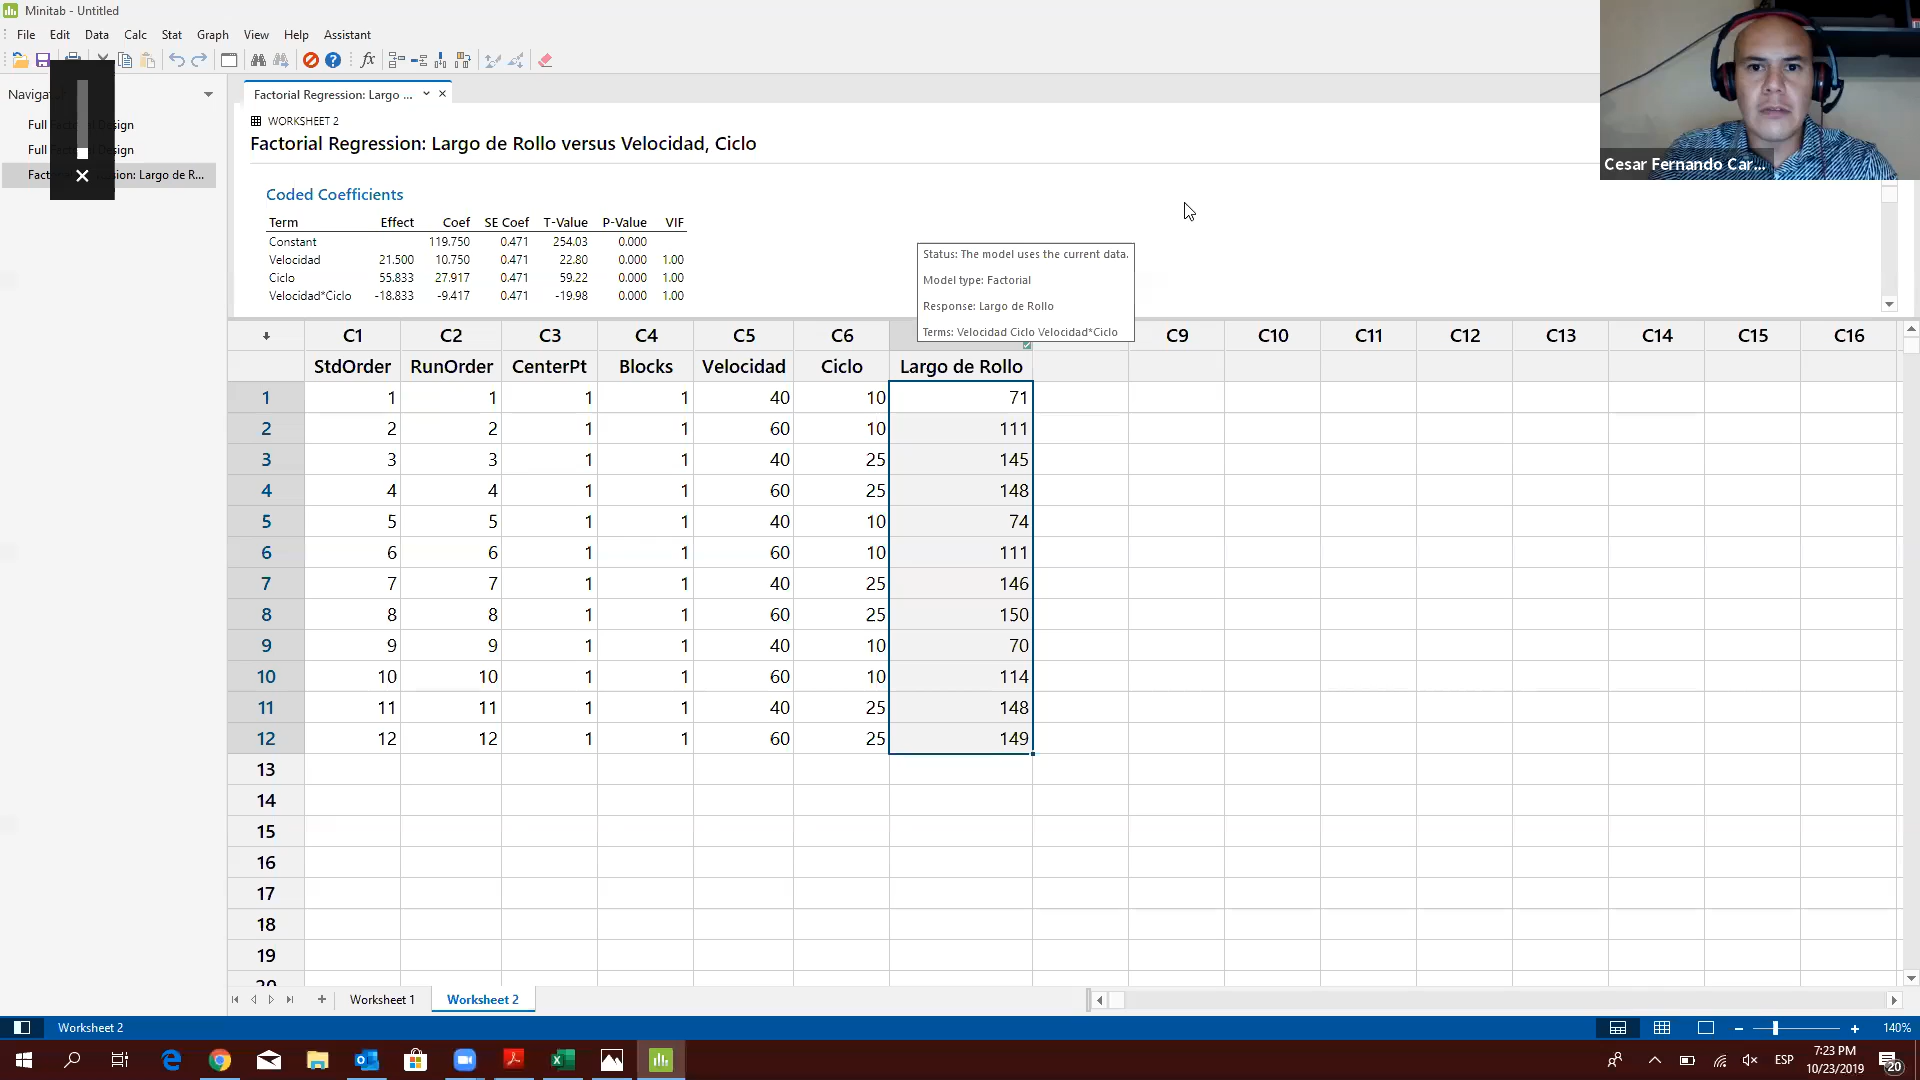 Minitab - Untitled
File Edit Data Calc Stat Graph View Help Assistant
Navigat
Full Design
Full Design
Fact sion: Largo de R...
Factorial Regression: Largo ...
WORKSHEET 2
Factorial Regression: Largo de Rollo versus Velocidad, Ciclo
Coded Coefficients
Term Effect Coef SE Coef T-Value P-Value VIF
Constant 119.750 0.471 254.03 0.000
Velocidad 21.500 10.750 0.471 22.80 0.000 1.00
Ciclo 55.833 27.917 0.471 59.22 0.000 1.00
Velocidad*Ciclo -18.833 -9.417 0.471 -19.98 0.000 1.00
Status: The model uses the current data.
Model type: Factorial
Response: Largo de Rollo
Terms: Velocidad Ciclo Velocidad*Ciclo
Cesar Fernando Car...
C1 C2 C3 C4 C5 C6 C9 C10 C11 C12 C13 C14 C15 C16
StdOrder RunOrder CenterPt Blocks Velocidad Ciclo Largo de Rollo
1 1 1 1 1 40 10 71
2 2 2 1 1 60 10 111
3 3 3 1 1 40 25 145
4 4 4 1 1 60 25 148
5 5 5 1 1 40 10 74
6 6 6 1 1 60 10 111
7 7 7 1 1 40 25 146
8 8 8 1 1 60 25 150
9 9 9 1 1 40 10 70
10 10 10 1 1 60 10 114
11 11 11 1 1 40 25 148
12 12 12 1 1 60 25 149
13
14
15
16
17
18
19
20
Worksheet 1 Worksheet 2
Worksheet 2
140%
ESP
7:23 PM
10/23/2019
20